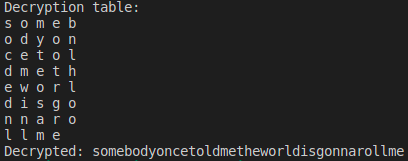 Decryption table:
s o m e b
o d y o n
c e t o l
d m e t h
e w o r l
d i s g o
n n a r o
l l m e
Decrypted: somebodyoncetoldmetheworldisgonnarollme